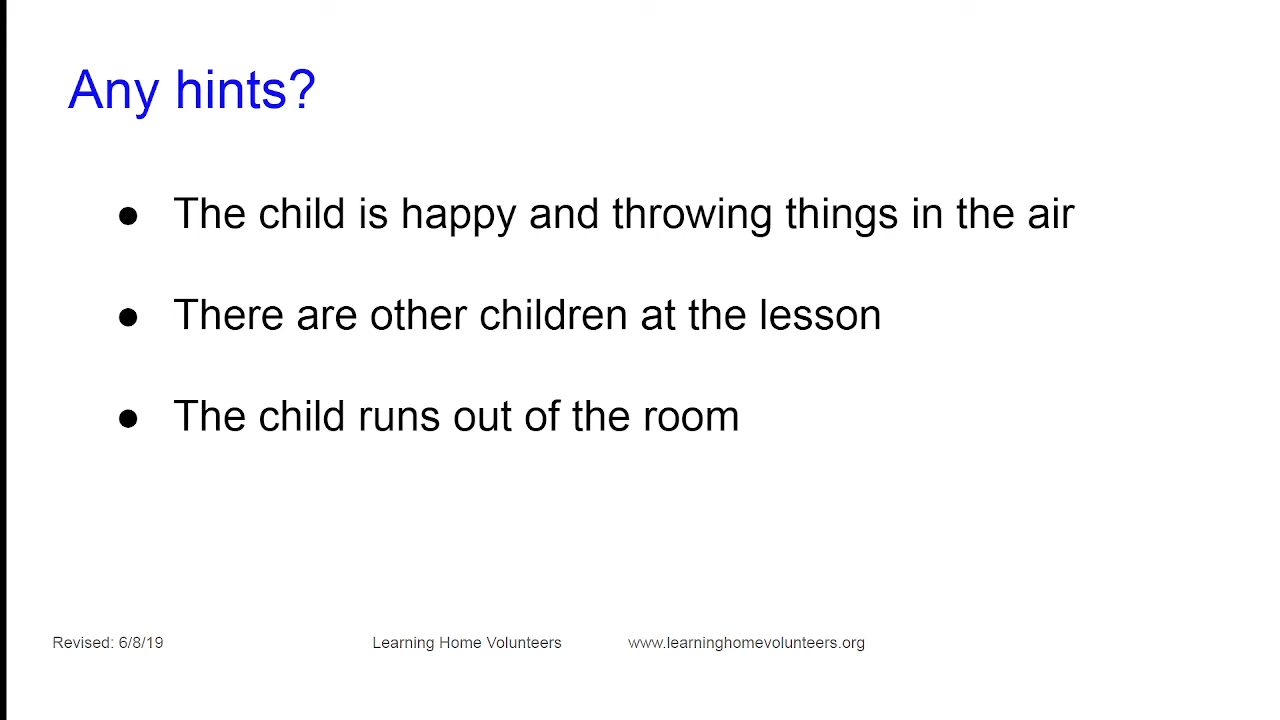 Any hints?
● The child is happy and throwing things in the air
● There are other children at the lesson
● The child runs out of the room
Revised: 6/8/19 Learning Home Volunteers www.learninghomevolunteers.org